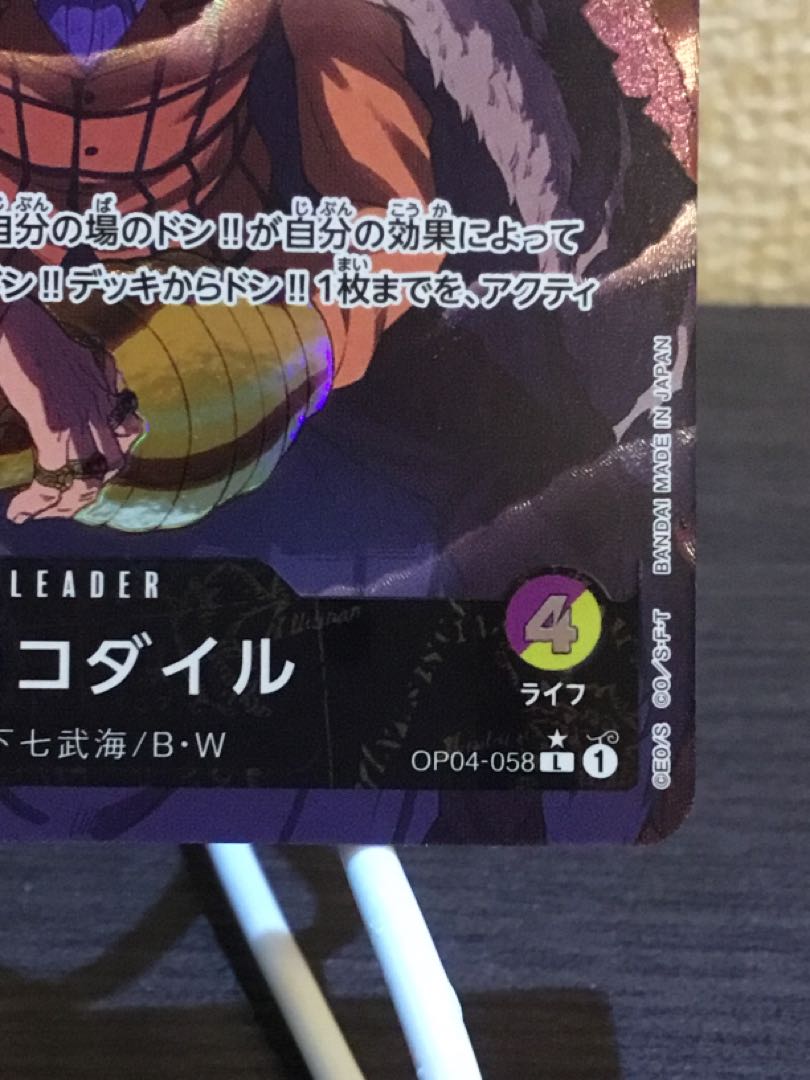 自分の場のドン!!が自分の効果によって
ドン!!デッキからドン!!1枚までを、アクティ
LEADER
コダイル
4
ライフ
下七武海/B・W
OP04-058 L 1
©EO/S ©O/S・F・T BANDAI MADE IN JAPAN